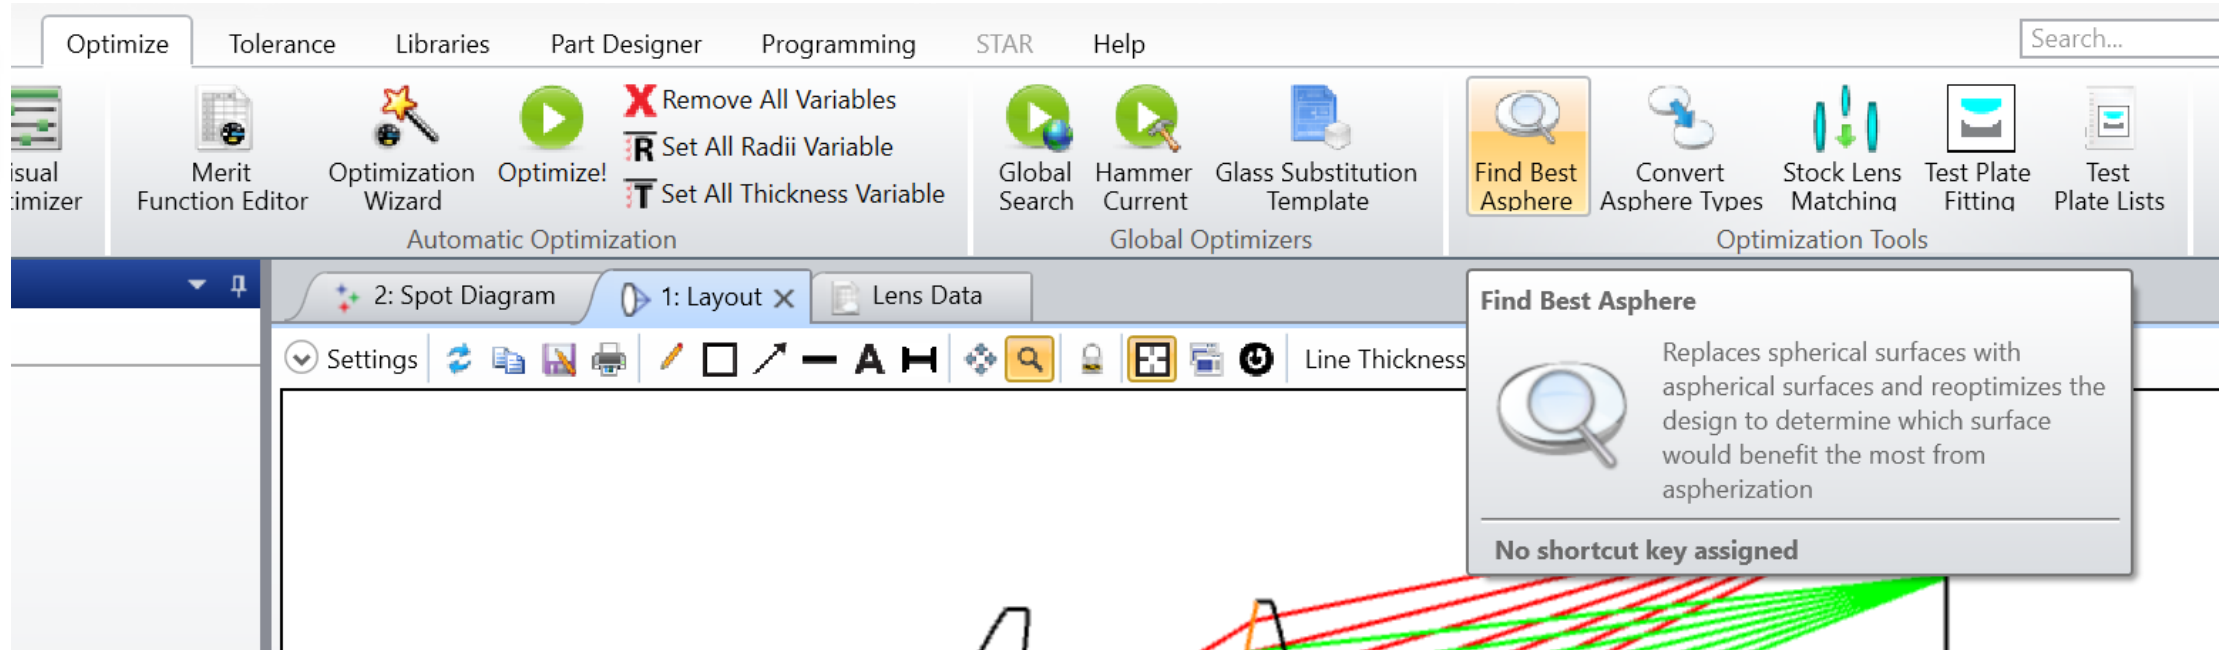 Optimize Tolerance Libraries Part Designer Programming STAR Help Search...
isual
timizer
Merit
Function Editor
Optimization
Wizard
Optimize!
Remove All Variables
R Set All Radii Variable
T Set All Thickness Variable
Automatic Optimization
Global
Search
Hammer
Current
Glass Substitution
Template
Global Optimizers
Find Best
Asphere
Convert
Asphere Types
Stock Lens
Matching
Test Plate
Fitting
Test
Plate Lists
Optimization Tools
2: Spot Diagram 1: Layout Lens Data
Settings A Line Thickness
Find Best Asphere
Replaces spherical surfaces with
aspherical surfaces and reoptimizes the
design to determine which surface
would benefit the most from
aspherization
No shortcut key assigned